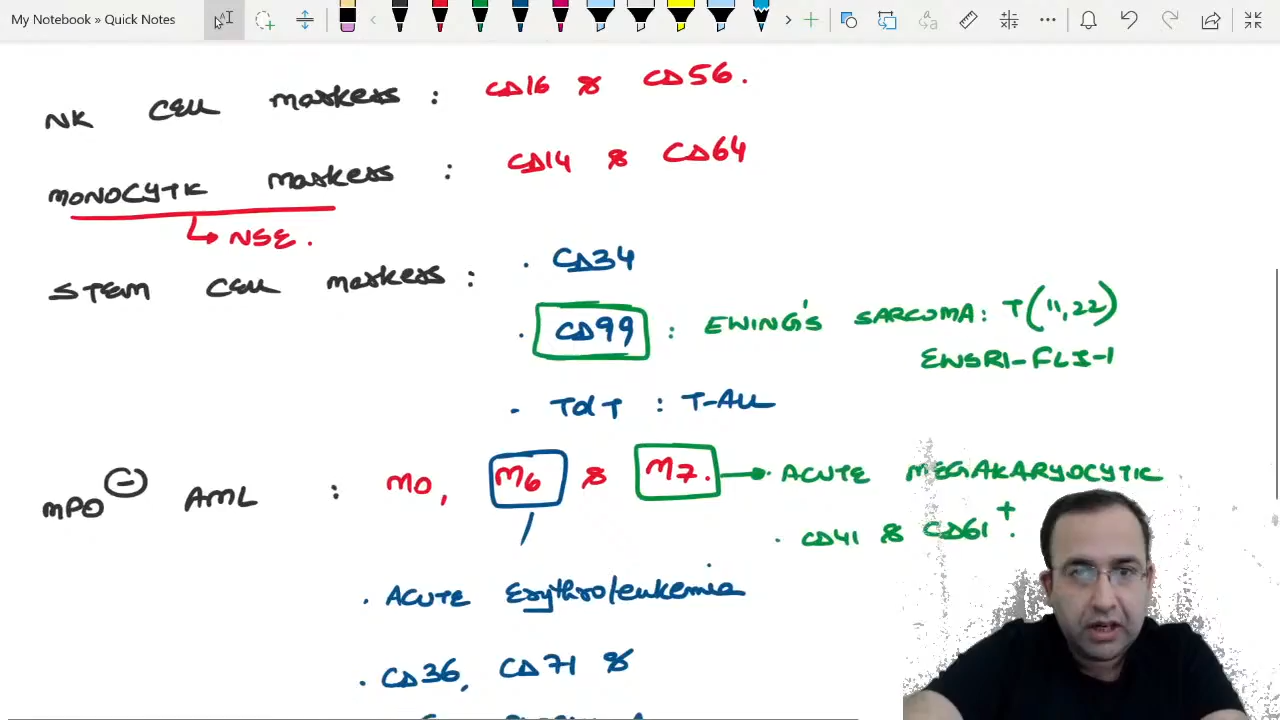 My Notebook » Quick Notes
NK CELL markers : CD16 & CD56.
MONOCYTIC markers : CD14 & CD64
NSE.
STEM CELL markers : · CD34
· CD99 : EWING'S SARCOMA: T(11,22)
EWSR1-FLI-1
· TdT : T-ALL
MPO⊖ AML : M0, M6 & M7. → · ACUTE MEGAKARYOCYTIC
· CD41 & CD61+.
· ACUTE Erythroleukemia
· CD36, CD71 &